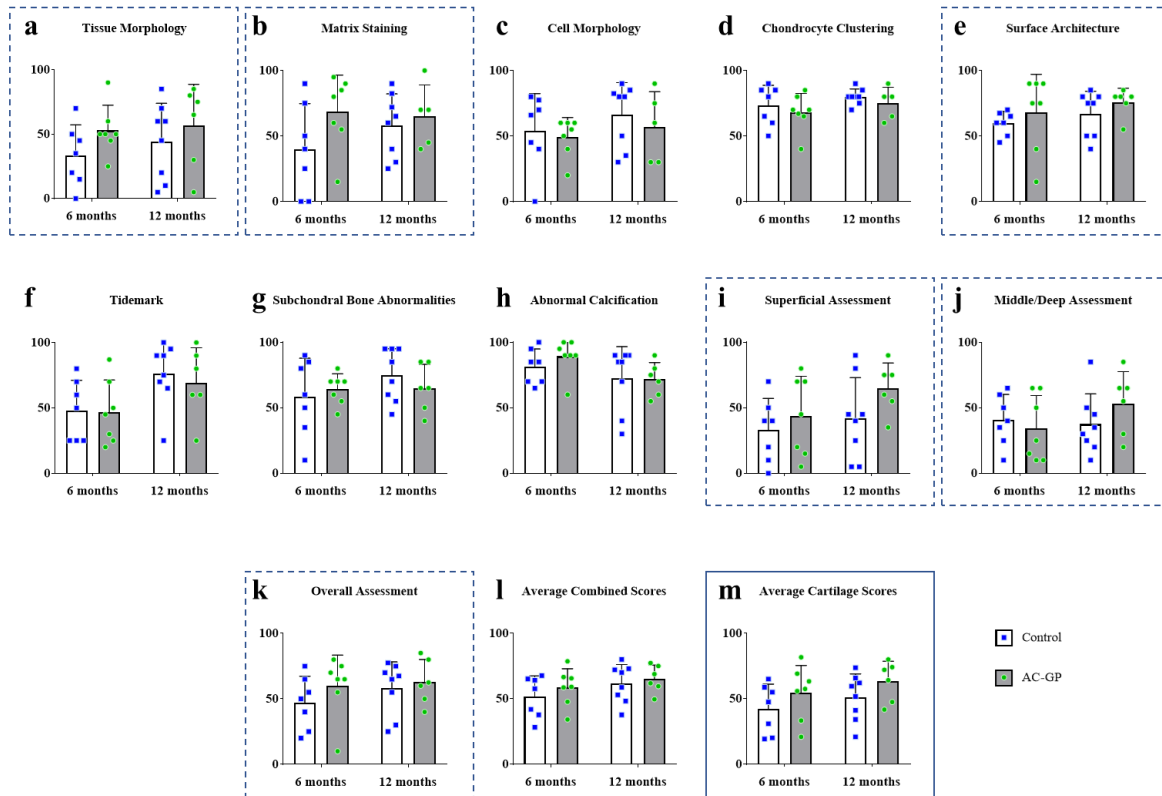 a Tissue Morphology
100
50
0
6 months 12 months
b Matrix Staining
100
50
0
6 months 12 months
c Cell Morphology
100
50
0
6 months 12 months
d Chondrocyte Clustering
100
50
0
6 months 12 months
e Surface Architecture
100
50
0
6 months 12 months
f Tidemark
100
50
0
6 months 12 months
g Subchondral Bone Abnormalities
100
50
0
6 months 12 months
h Abnormal Calcification
100
50
0
6 months 12 months
i Superficial Assessment
100
50
0
6 months 12 months
j Middle/Deep Assessment
100
50
0
6 months 12 months
k Overall Assessment
100
50
0
6 months 12 months
l Average Combined Scores
100
50
0
6 months 12 months
m Average Cartilage Scores
100
50
0
6 months 12 months
Control
AC-GP